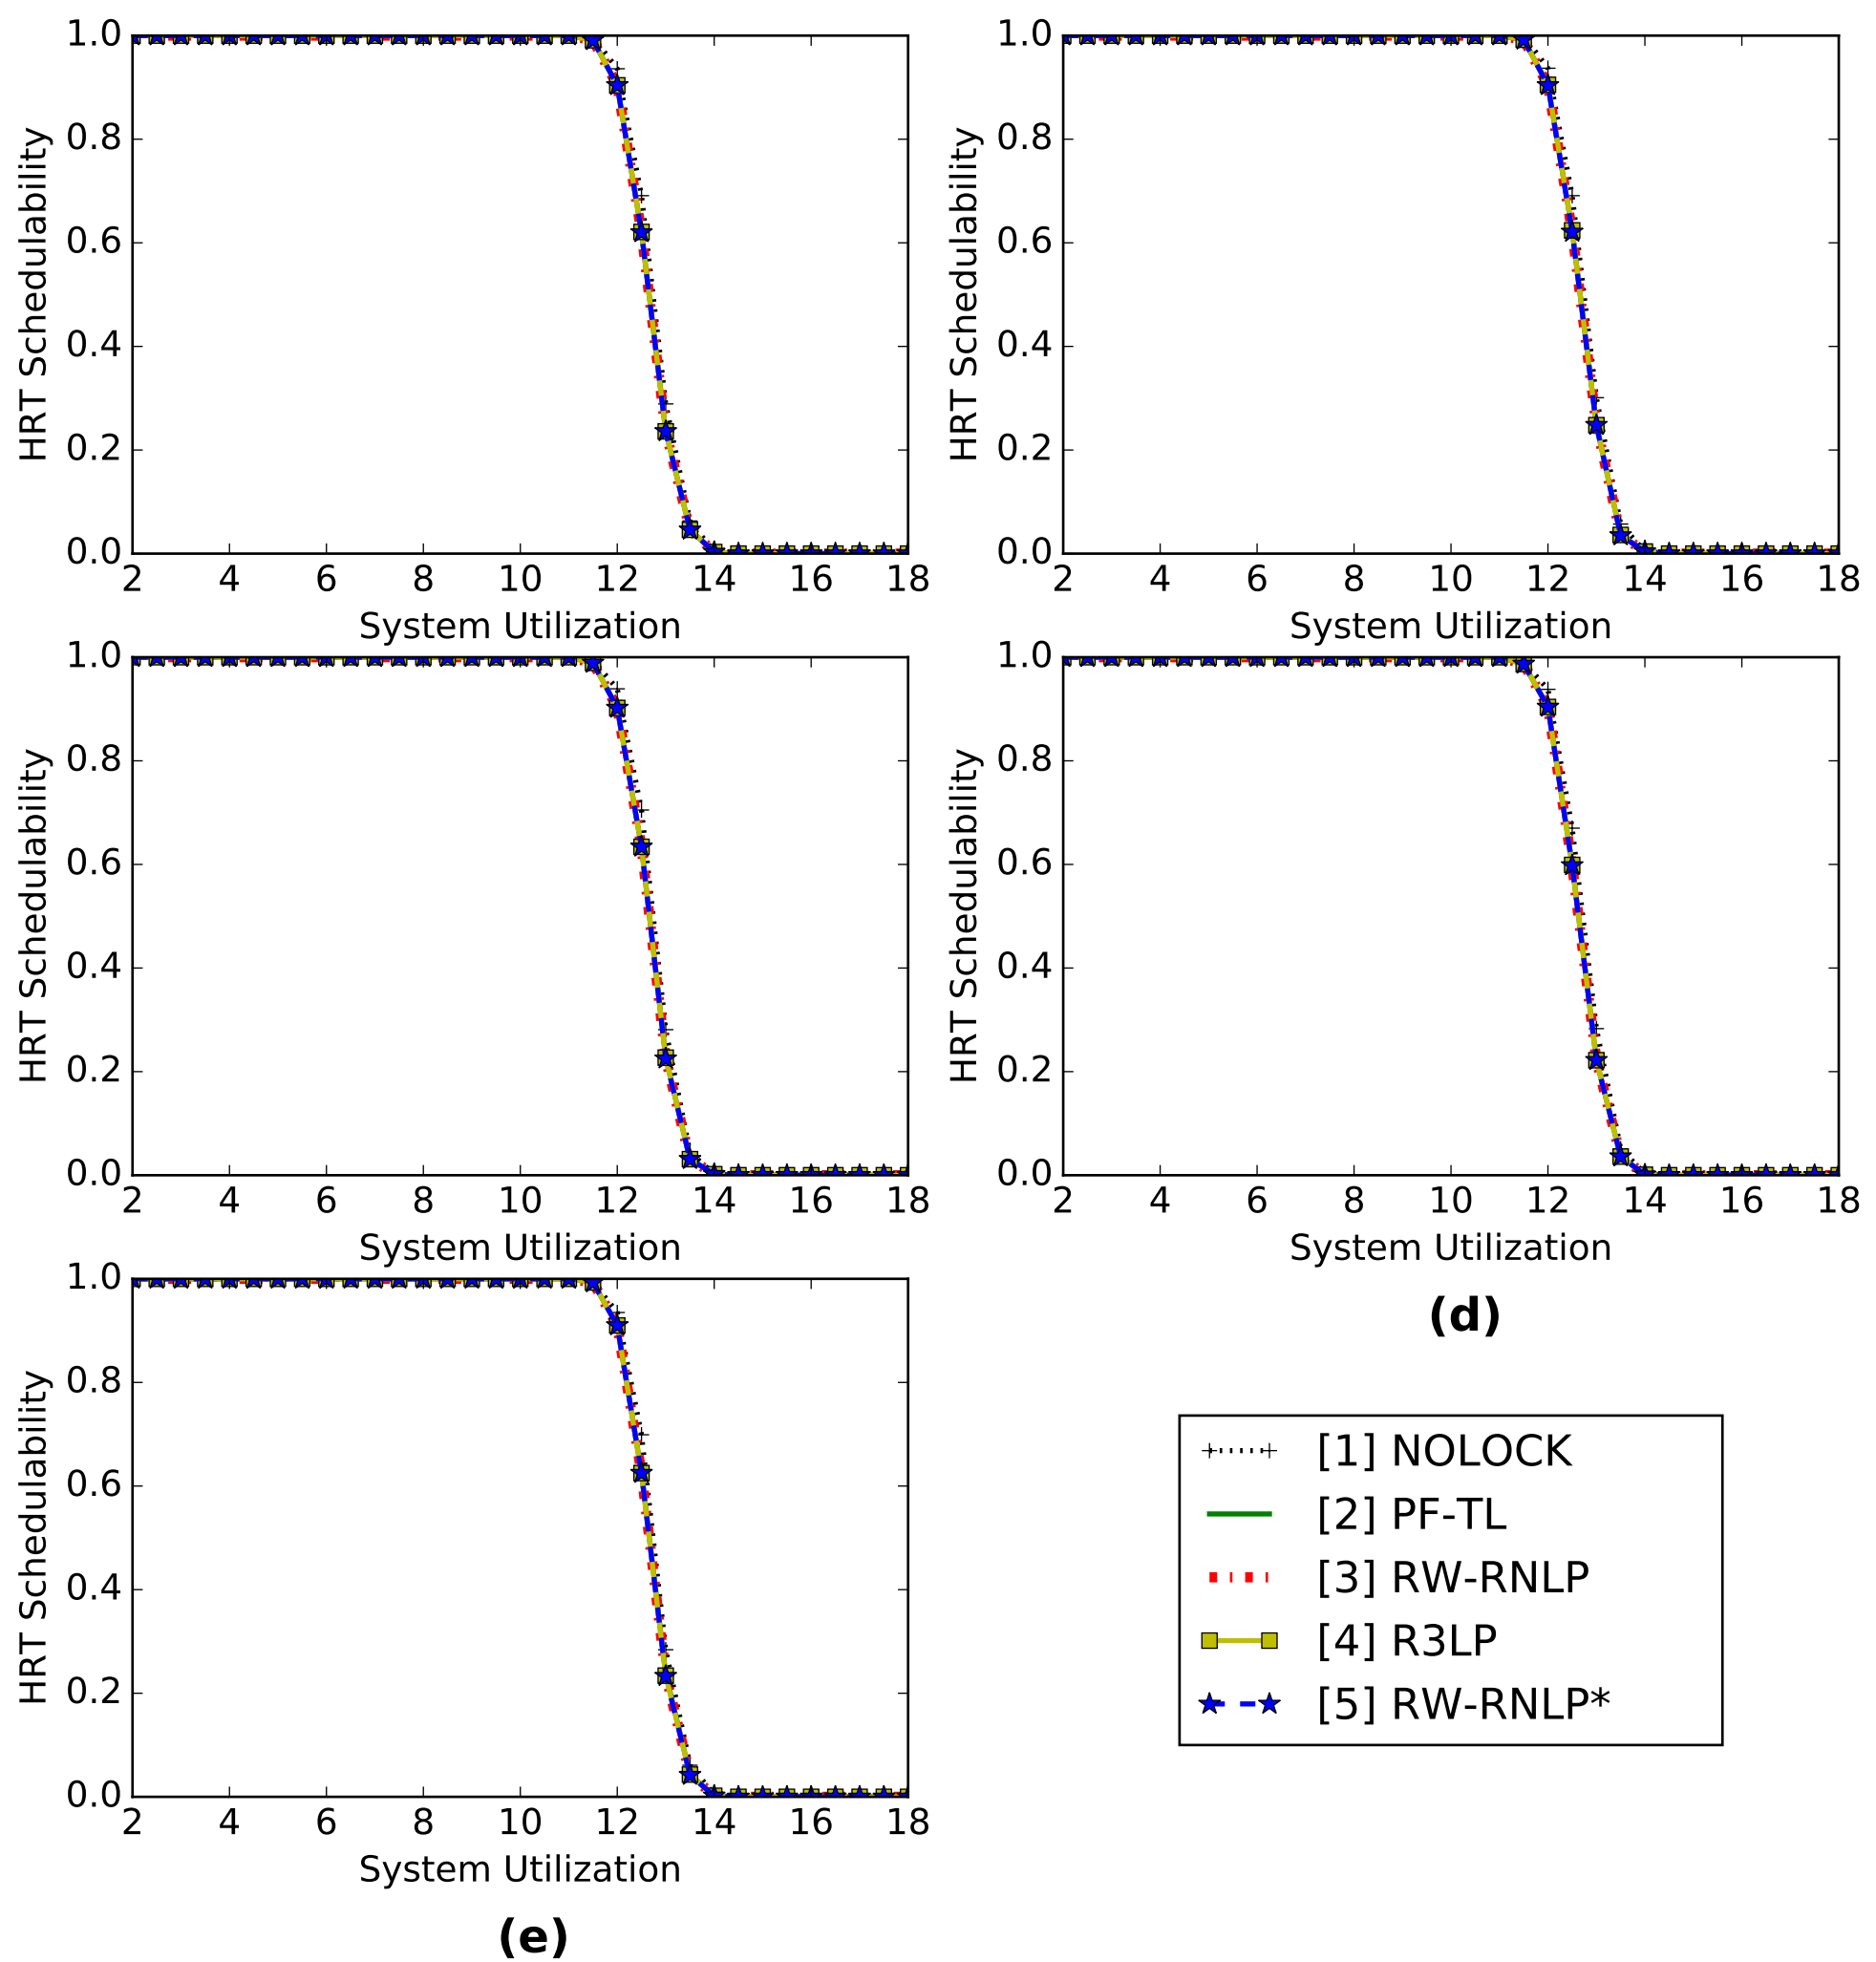 1.0
0.8
0.6
0.4
0.2
0.0
HRT Schedulability
2 4 6 8 10 12 14 16 18
System Utilization
1.0
0.8
0.6
0.4
0.2
0.0
HRT Schedulability
2 4 6 8 10 12 14 16 18
System Utilization
1.0
0.8
0.6
0.4
0.2
0.0
HRT Schedulability
2 4 6 8 10 12 14 16 18
System Utilization
1.0
0.8
0.6
0.4
0.2
0.0
HRT Schedulability
2 4 6 8 10 12 14 16 18
System Utilization
(d)
1.0
0.8
0.6
0.4
0.2
0.0
HRT Schedulability
2 4 6 8 10 12 14 16 18
System Utilization
(e)
[1] NOLOCK
[2] PF-TL
[3] RW-RNLP
[4] R3LP
[5] RW-RNLP*